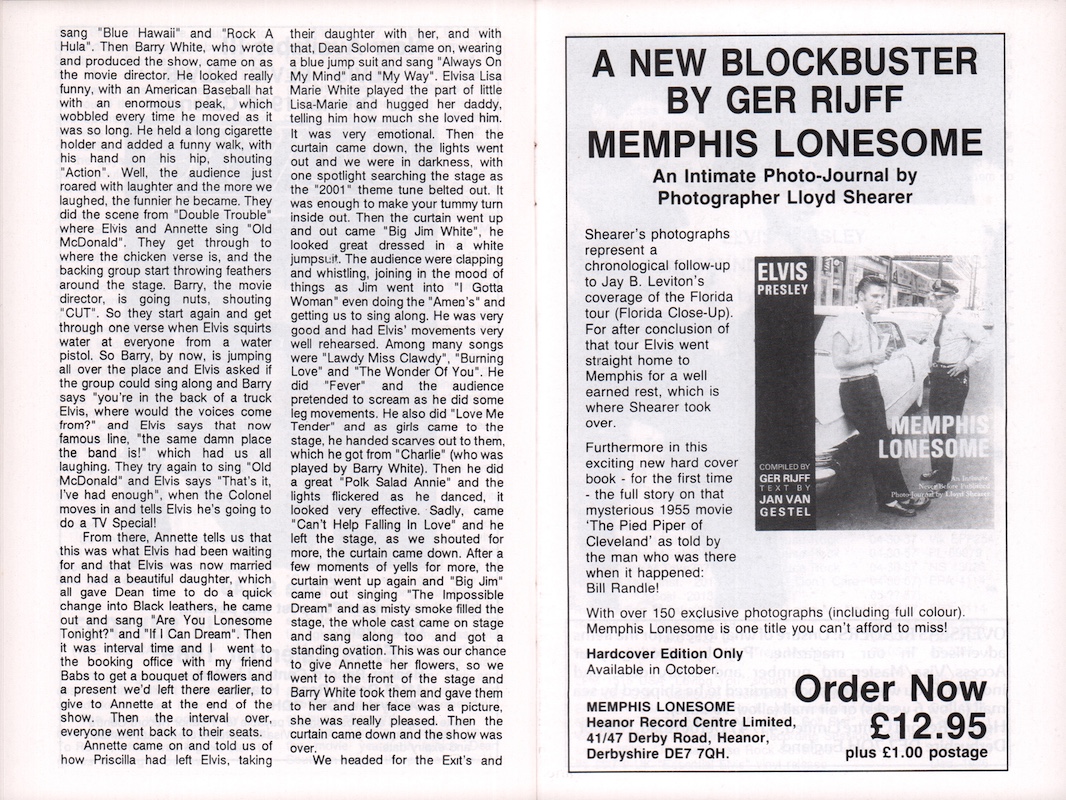 sang "Blue Hawaii" and "Rock A
Hula". Then Barry White, who wrote
and produced the show, came on as
the movie director. He looked really
funny, with an American Baseball hat
with an enormous peak, which
wobbled every time he moved as it
was so long. He held a long cigarette
holder and added a funny walk, with
his hand on his hip, shouting
"Action". Well, the audience just
roared with laughter and the more we
laughed, the funnier he became. They
did the scene from "Double Trouble"
where Elvis and Annette sing "Old
McDonald". They get through to
where the chicken verse is, and the
backing group start throwing feathers
around the stage. Barry, the movie
director, is going nuts, shouting
"CUT". So they start again and get
through one verse when Elvis squirts
water at everyone from a water
pistol. So Barry, by now, is jumping
all over the place and Elvis asked if
the group could sing along and Barry
says "you're in the back of a truck
Elvis, where would the voices come
from?" and Elvis says that now
famous line, "the same damn place
the band is!" which had us all
laughing. They try again to sing "Old
McDonald" and Elvis says "That's it,
I've had enough", when the Colonel
moves in and tells Elvis he's going to
do a TV Special!
From there, Annette tells us that
this was what Elvis had been waiting
for and that Elvis was now married
and had a beautiful daughter, which
all gave Dean time to do a quick
change into Black leathers, he came
out and sang "Are You Lonesome
Tonight?" and "If I Can Dream". Then
it was interval time and I went to
the booking office with my friend
Babs to get a bouquet of flowers and
a present we'd left there earlier, to
give to Annette at the end of the
show. Then the interval over,
everyone went back to their seats.
Annette came on and told us of
how Priscilla had left Elvis, taking
their daughter with her, and with
that, Dean Solomen came on, wearing
a blue jump suit and sang "Always On
My Mind" and "My Way". Elvisa Lisa
Marie White played the part of little
Lisa-Marie and hugged her daddy,
telling him how much she loved him.
It was very emotional. Then the
curtain came down, the lights went
out and we were in darkness, with
one spotlight searching the stage as
the "2001" theme tune belted out. It
was enough to make your tummy turn
inside out. Then the curtain went up
and out came "Big Jim White", he
looked great dressed in a white
jumpsuit. The audience were clapping
and whistling, joining in the mood of
things as Jim went into "I Gotta
Woman" even doing the "Amen's" and
getting us to sing along. He was very
good and had Elvis' movements very
well rehearsed. Among many songs
were "Lawdy Miss Clawdy", "Burning
Love" and "The Wonder Of You". He
did "Fever" and the audience
pretended to scream as he did some
leg movements. He also did "Love Me
Tender" and as girls came to the
stage, he handed scarves out to them,
which he got from "Charlie" (who was
played by Barry White). Then he did
a great "Polk Salad Annie" and the
lights flickered as he danced, it
looked very effective. Sadly, came
"Can't Help Falling In Love" and he
left the stage, as we shouted for
more, the curtain came down. After a
few moments of yells for more, the
curtain went up again and "Big Jim"
came out singing "The Impossible
Dream" and as misty smoke filled the
stage, the whole cast came on stage
and sang along too and got a
standing ovation. This was our chance
to give Annette her flowers, so we
went to the front of the stage and
Barry White took them and gave them
to her and her face was a picture,
she was really pleased. Then the
curtain came down and the show was
over.
We headed for the Exit's and
A NEW BLOCKBUSTER
BY GER RIJFF
MEMPHIS LONESOME
An Intimate Photo-Journal by
Photographer Lloyd Shearer
Shearer's photographs
represent a
chronological follow-up
to Jay B. Leviton's
coverage of the Florida
tour (Florida Close-Up).
For after conclusion of
that tour Elvis went
straight home to
Memphis for a well
earned rest, which is
where Shearer took
over.
Furthermore in this
exciting new hard cover
book - for the first time
- the full story on that
mysterious 1955 movie
'The Pied Piper of
Cleveland' as told by
the man who was there
when it happened:
Bill Randle!
ELVIS
PRESLEY
MEMPHIS
LONESOME
COMPILED BY
GER RIJFF
TEXT BY
JAN VAN
GESTEL
An Intimate,
Never Before Published
Photo-Journal by Lloyd Shearer
With over 150 exclusive photographs (including full colour).
Memphis Lonesome is one title you can't afford to miss!
Hardcover Edition Only
Available in October.
MEMPHIS LONESOME
Heanor Record Centre Limited,
41/47 Derby Road, Heanor,
Derbyshire DE7 7QH.
Order Now
£12.95
plus £1.00 postage